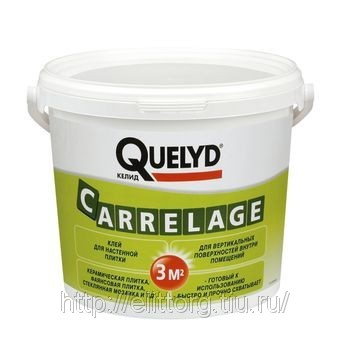 QUELYD®
КЕЛИД
CARRELAGE
КЛЕЙ
ДЛЯ НАСТЕННОЙ
ПЛИТКИ
3 М²
ДЛЯ ВЕРТИКАЛЬНЫХ
ПОВЕРХНОСТЕЙ ВНУТРИ
ПОМЕЩЕНИЙ
КЕРАМИЧЕСКАЯ ПЛИТКА,
ФАЯНСОВАЯ ПЛИТКА,
СТЕКЛЯННАЯ МОЗАИКА И Т.Д.
ГОТОВЫЙ К
ИСПОЛЬЗОВАНИЮ
БЫСТРО И ПРОЧНО СХВАТЫВАЕТ
http://elittorg.tiu.ru/